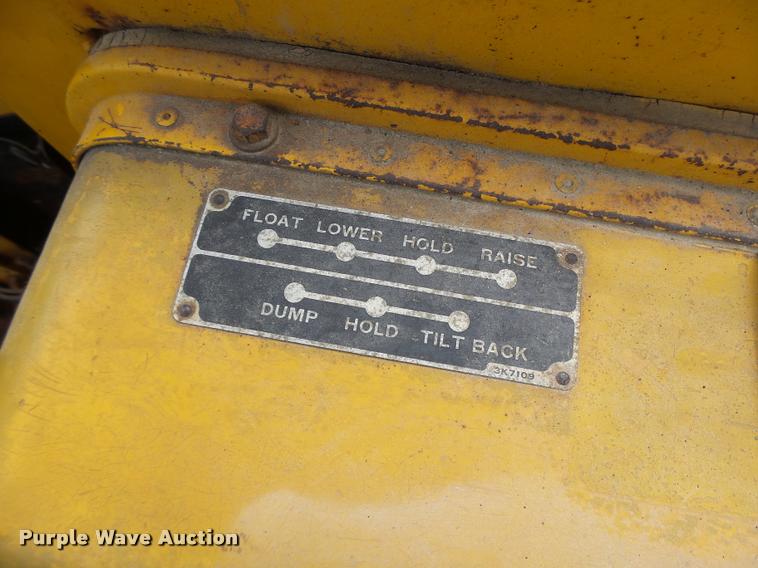 FLOAT LOWER HOLD RAISE
DUMP HOLD TILT BACK
3K7109
Purple Wave Auction®